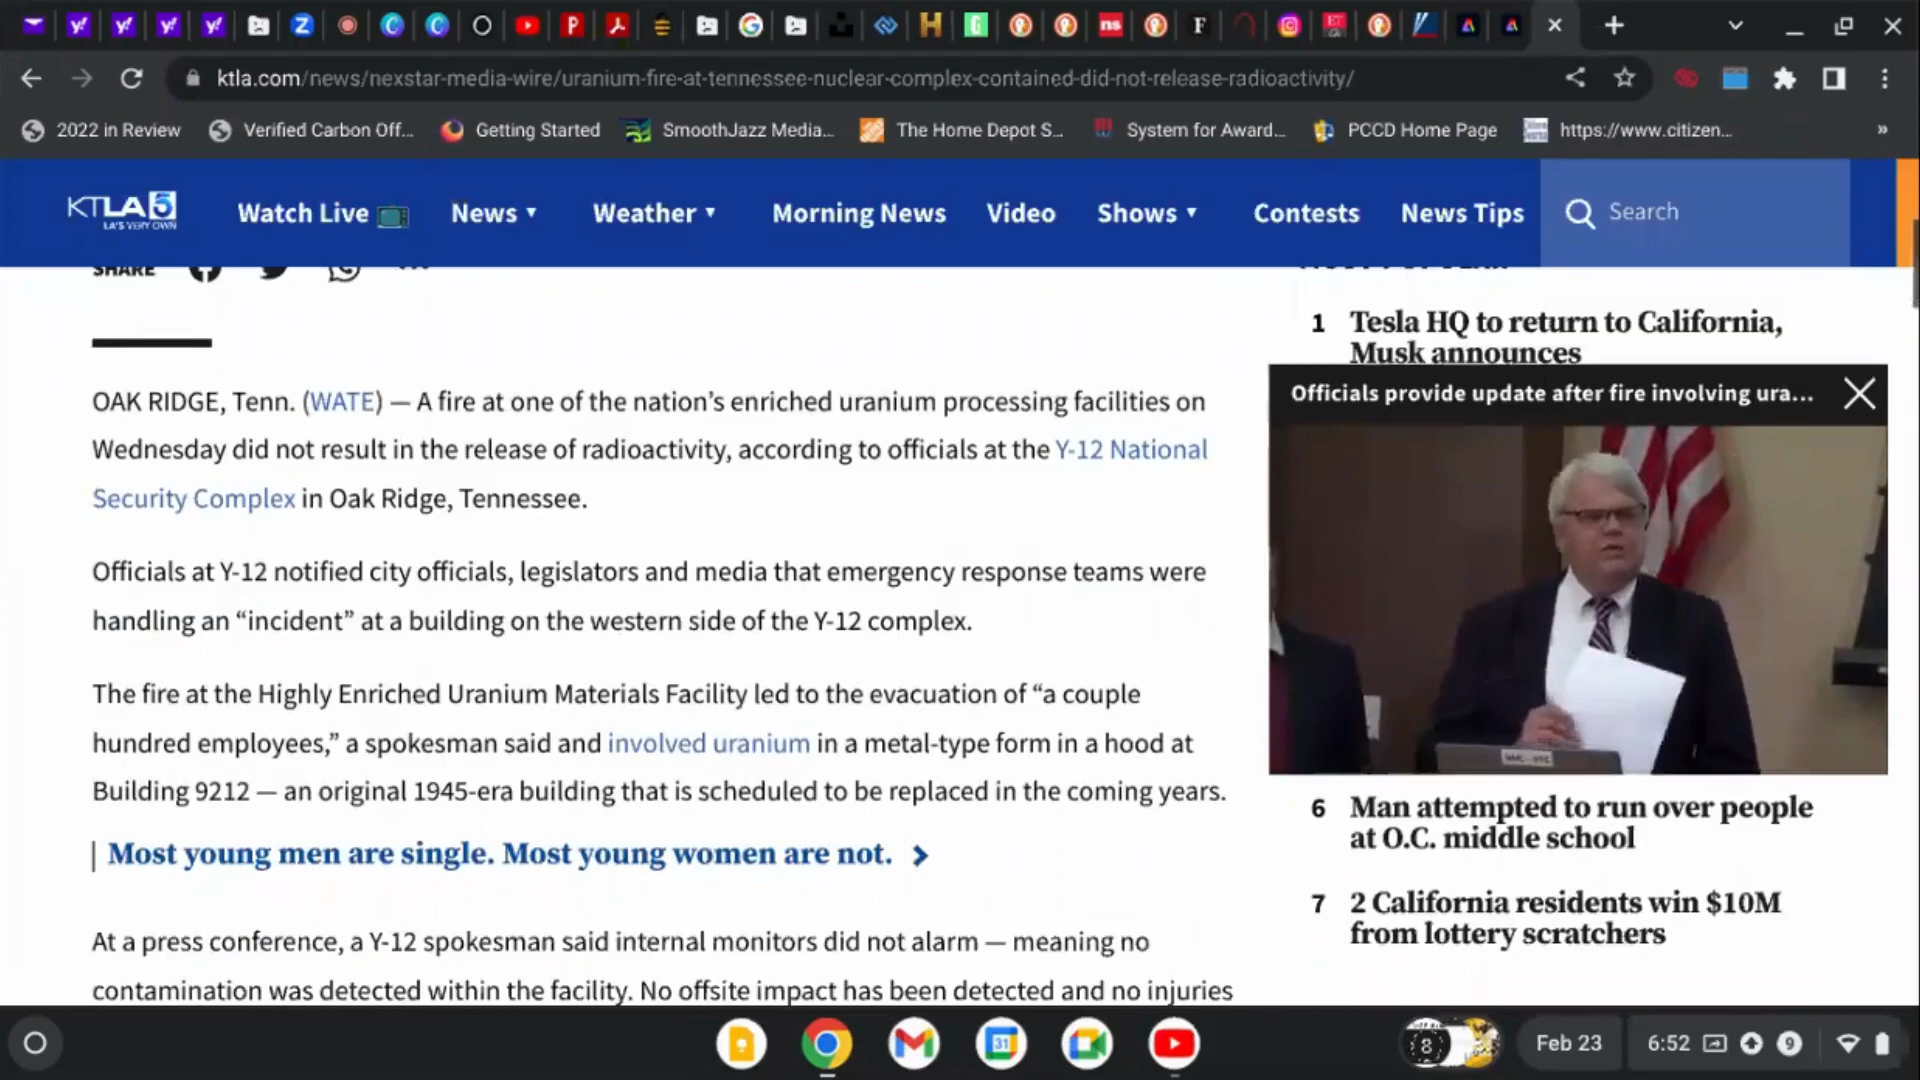 ktla.com/news/nexstar-media-wire/uranium-fire-at-tennessee-nuclear-complex-contained-did-not-release-radioactivity/
2022 in Review Verified Carbon Off... Getting Started SmoothJazz Media... The Home Depot S... System for Award... PCCD Home Page https://www.citizen... »
KTLA 5 LA'S VERY OWN
Watch Live News Weather Morning News Video Shows Contests News Tips Search
SHARE
1 Tesla HQ to return to California,
Musk announces
Officials provide update after fire involving ura...
OAK RIDGE, Tenn. (WATE) — A fire at one of the nation’s enriched uranium processing facilities on
Wednesday did not result in the release of radioactivity, according to officials at the Y-12 National
Security Complex in Oak Ridge, Tennessee.
Officials at Y-12 notified city officials, legislators and media that emergency response teams were
handling an “incident” at a building on the western side of the Y-12 complex.
The fire at the Highly Enriched Uranium Materials Facility led to the evacuation of “a couple
hundred employees,” a spokesman said and involved uranium in a metal-type form in a hood at
Building 9212 — an original 1945-era building that is scheduled to be replaced in the coming years.
Most young men are single. Most young women are not.
At a press conference, a Y-12 spokesman said internal monitors did not alarm — meaning no
contamination was detected within the facility. No offsite impact has been detected and no injuries
6 Man attempted to run over people
at O.C. middle school
7 2 California residents win $10M
from lottery scratchers
31
8
Feb 23
6:52
9